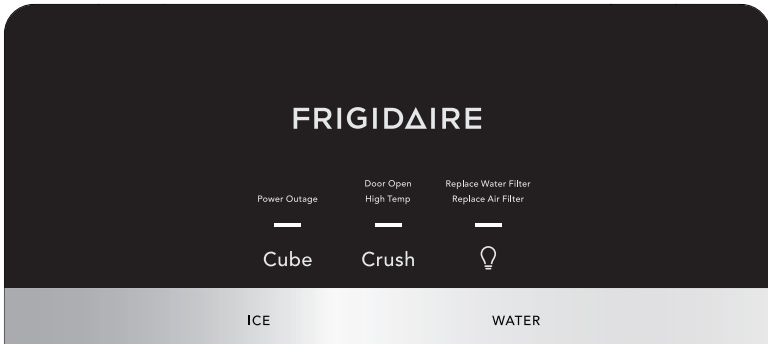 FRIGIDAIRE
Door Open
Replace Water Filter
Power Outage
High Temp
Replace Air Filter
Cube
Crush
ICE
WATER